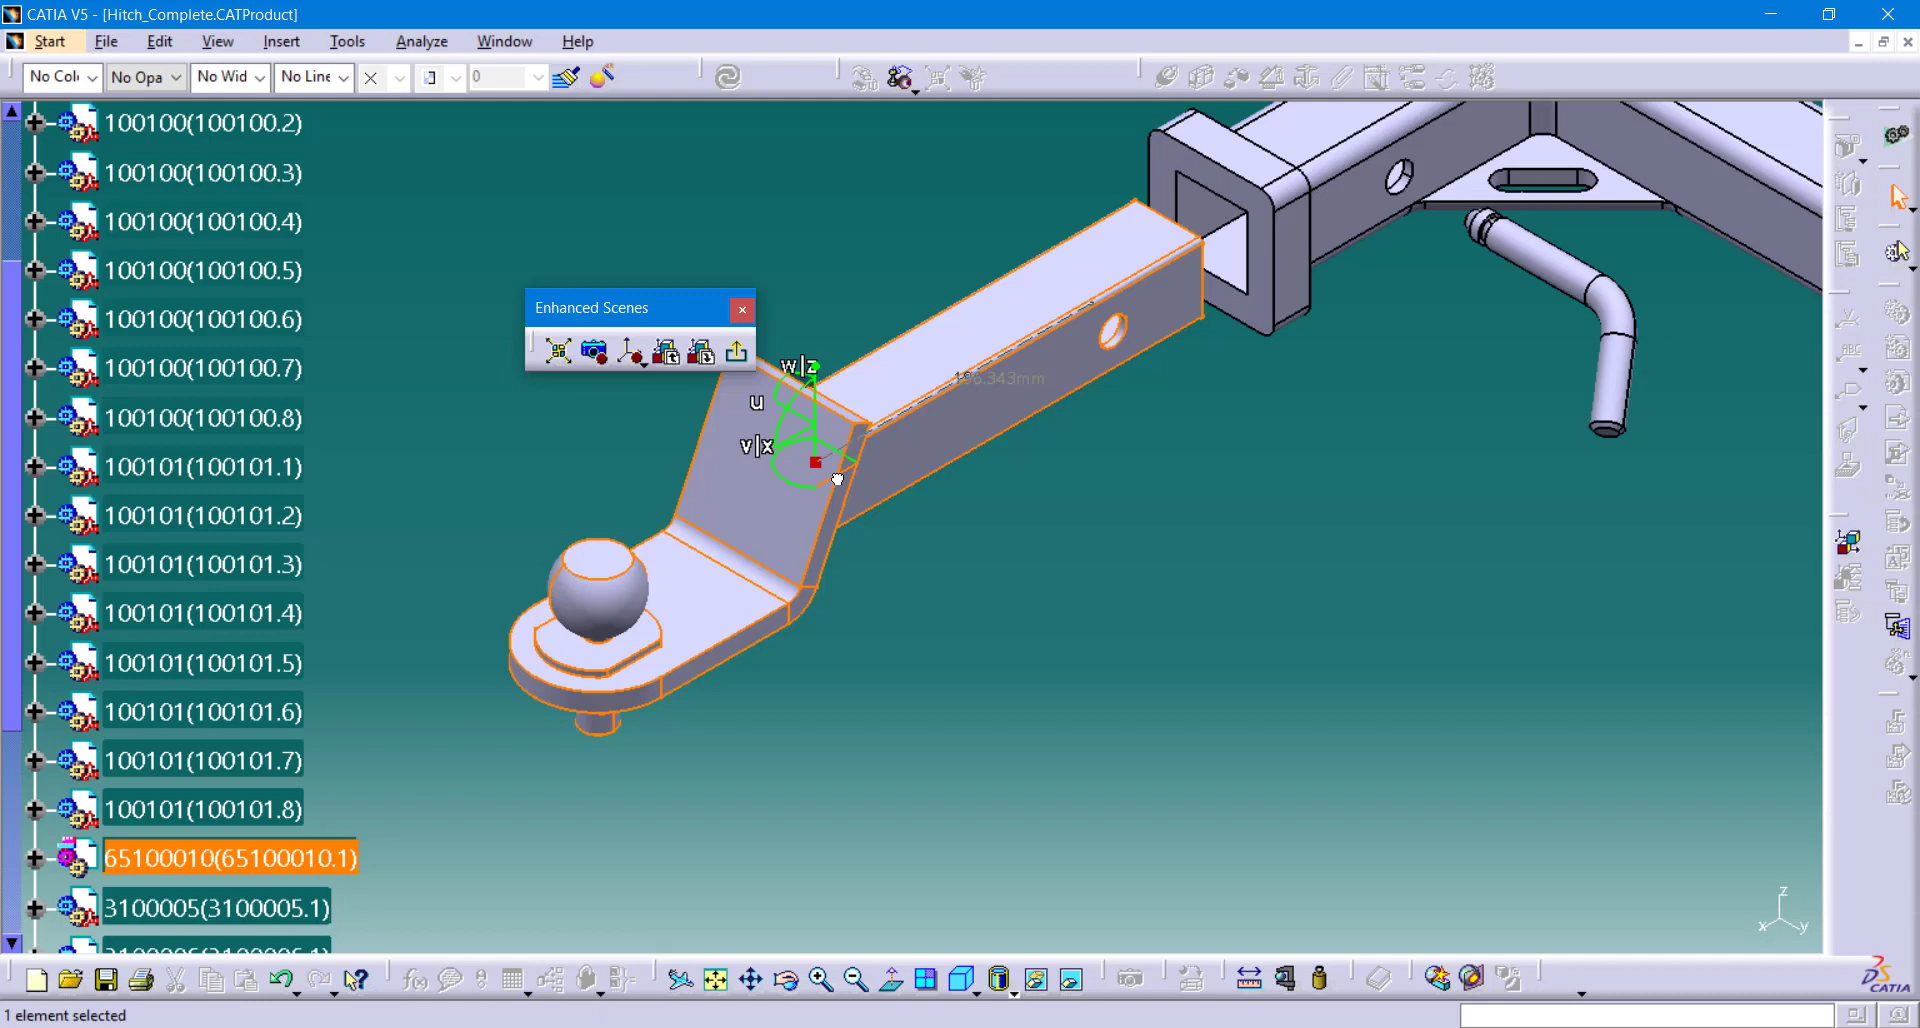 CATIA V5 - [Hitch_Complete.CATProduct]
Start File Edit View Insert Tools Analyze Window Help
No Col No Opa No Wid No Line 0
100100(100100.2)
100100(100100.3)
100100(100100.4)
100100(100100.5)
100100(100100.6)
100100(100100.7)
100100(100100.8)
100101(100101.1)
100101(100101.2)
100101(100101.3)
100101(100101.4)
100101(100101.5)
100101(100101.6)
100101(100101.7)
100101(100101.8)
65100010(65100010.1)
3100005(3100005.1)
Enhanced Scenes
w|z
u
v|x
ABC
z
x y
CATIA
1 element selected